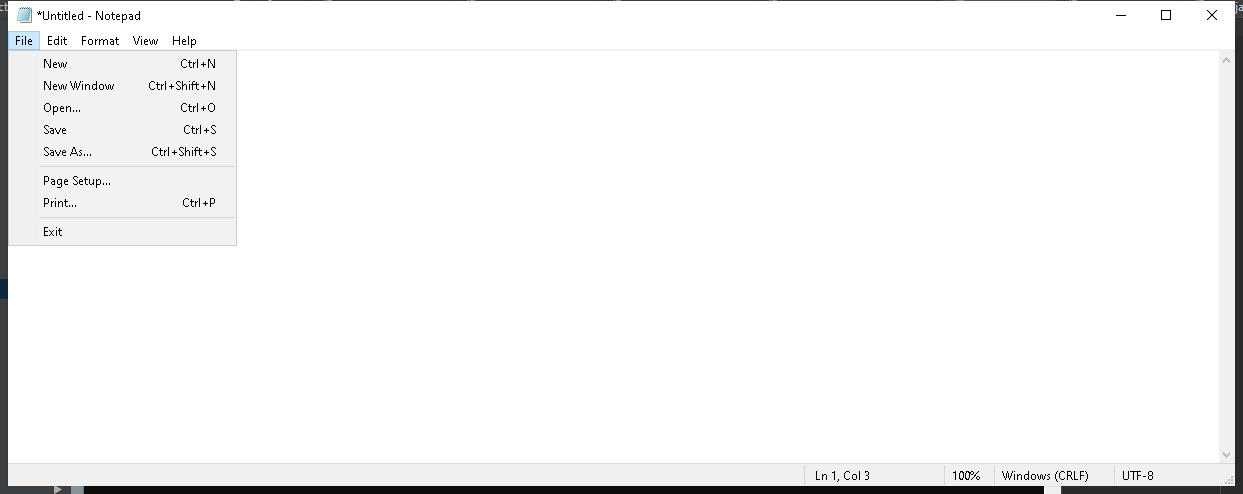 *Untitled - Notepad
File Edit Format View Help
New Ctrl+N
New Window Ctrl+Shift+N
Open... Ctrl+O
Save Ctrl+S
Save As... Ctrl+Shift+S
Page Setup...
Print... Ctrl+P
Exit
Ln 1, Col 3 100% Windows (CRLF) UTF-8